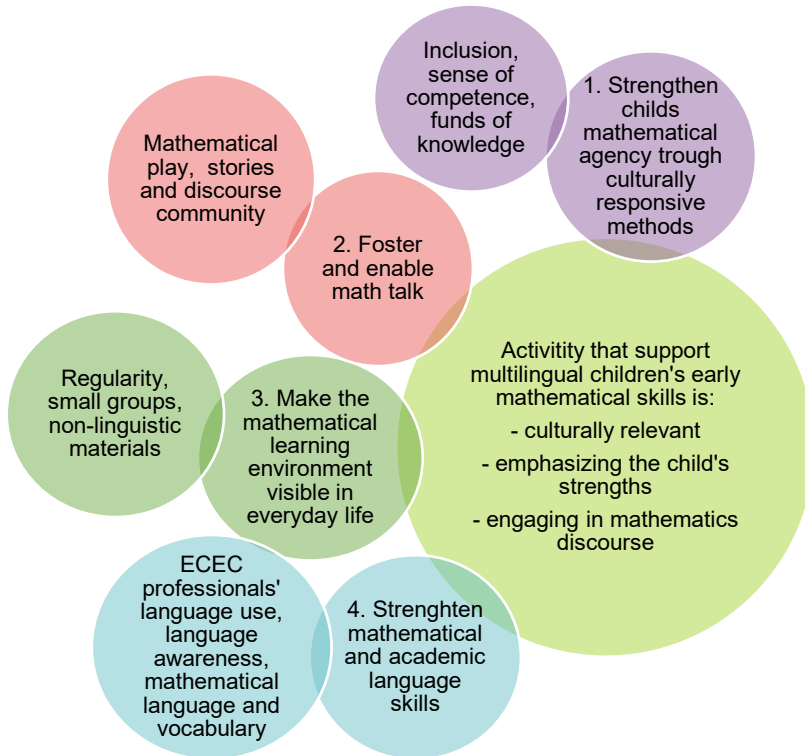 Inclusion,
sense of
competence,
funds of
knowledge
1. Strengthen
childs
mathematical
agency trough
culturally
responsive
methods
Mathematical
play, stories
and discourse
community
2. Foster
and enable
math talk
Regularity,
small groups,
non-linguistic
materials
3. Make the
mathematical
learning
environment
visible in
everyday life
Activitity that support
multilingual children's early
mathematical skills is:
- culturally relevant
- emphasizing the child's
strengths
- engaging in mathematics
discourse
ECEC
professionals'
language use,
language
awareness,
mathematical
language and
vocabulary
4. Strenghten
mathematical
and academic
language
skills